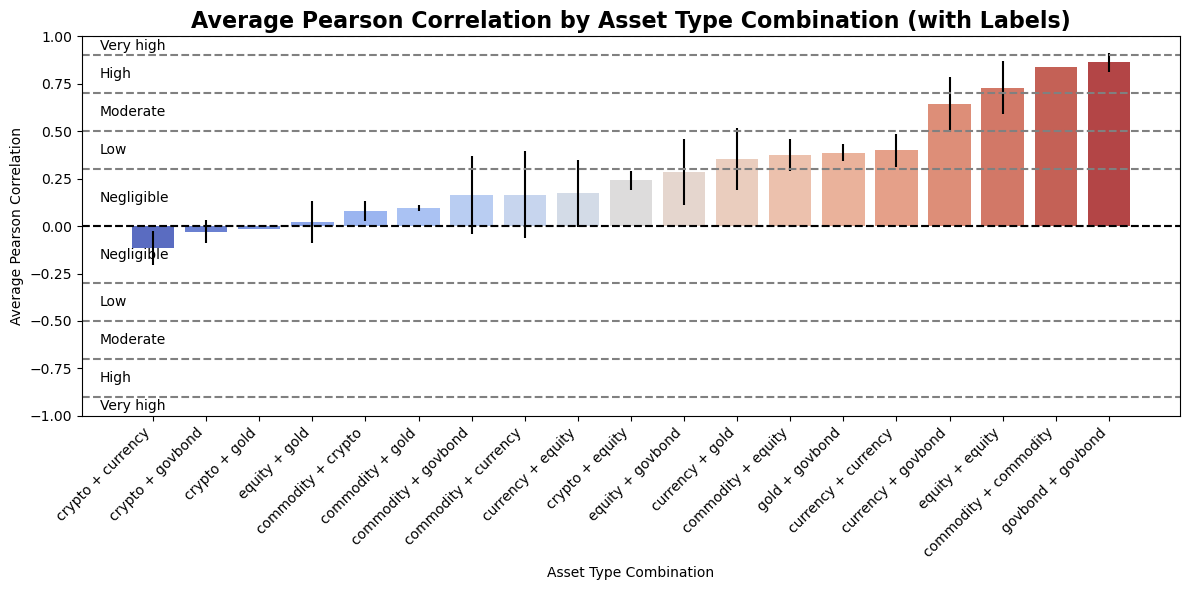 Average Pearson Correlation by Asset Type Combination (with Labels)
Average Pearson Correlation
1.00
0.75
0.50
0.25
0.00
−0.25
−0.50
−0.75
−1.00
Very high
High
Moderate
Low
Negligible
Negligible
Low
Moderate
High
Very high
crypto + currency
crypto + govbond
crypto + gold
equity + gold
commodity + crypto
commodity + gold
commodity + govbond
commodity + currency
currency + equity
crypto + equity
equity + govbond
currency + gold
commodity + equity
gold + govbond
currency + currency
currency + govbond
equity + equity
commodity + commodity
govbond + govbond
Asset Type Combination